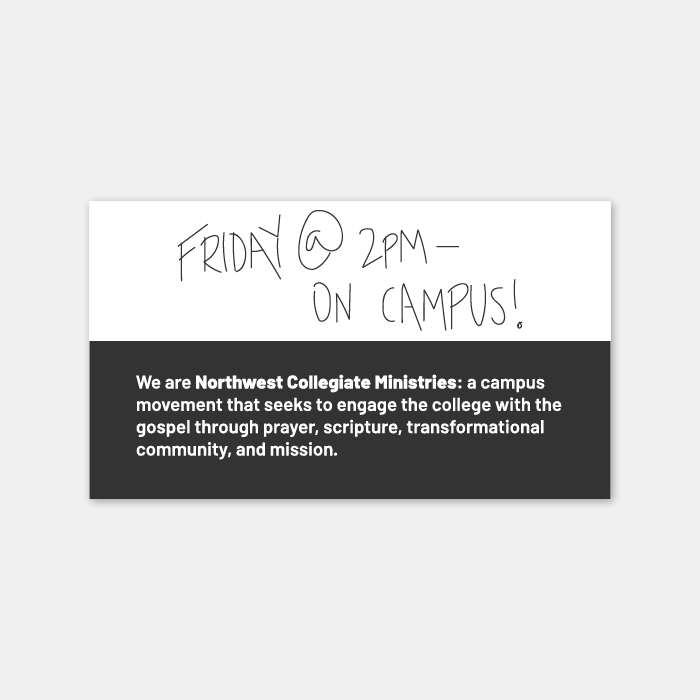 FRIDAY @ 2PM –
ON CAMPUS!
We are Northwest Collegiate Ministries: a campus
movement that seeks to engage the college with the
gospel through prayer, scripture, transformational
community, and mission.